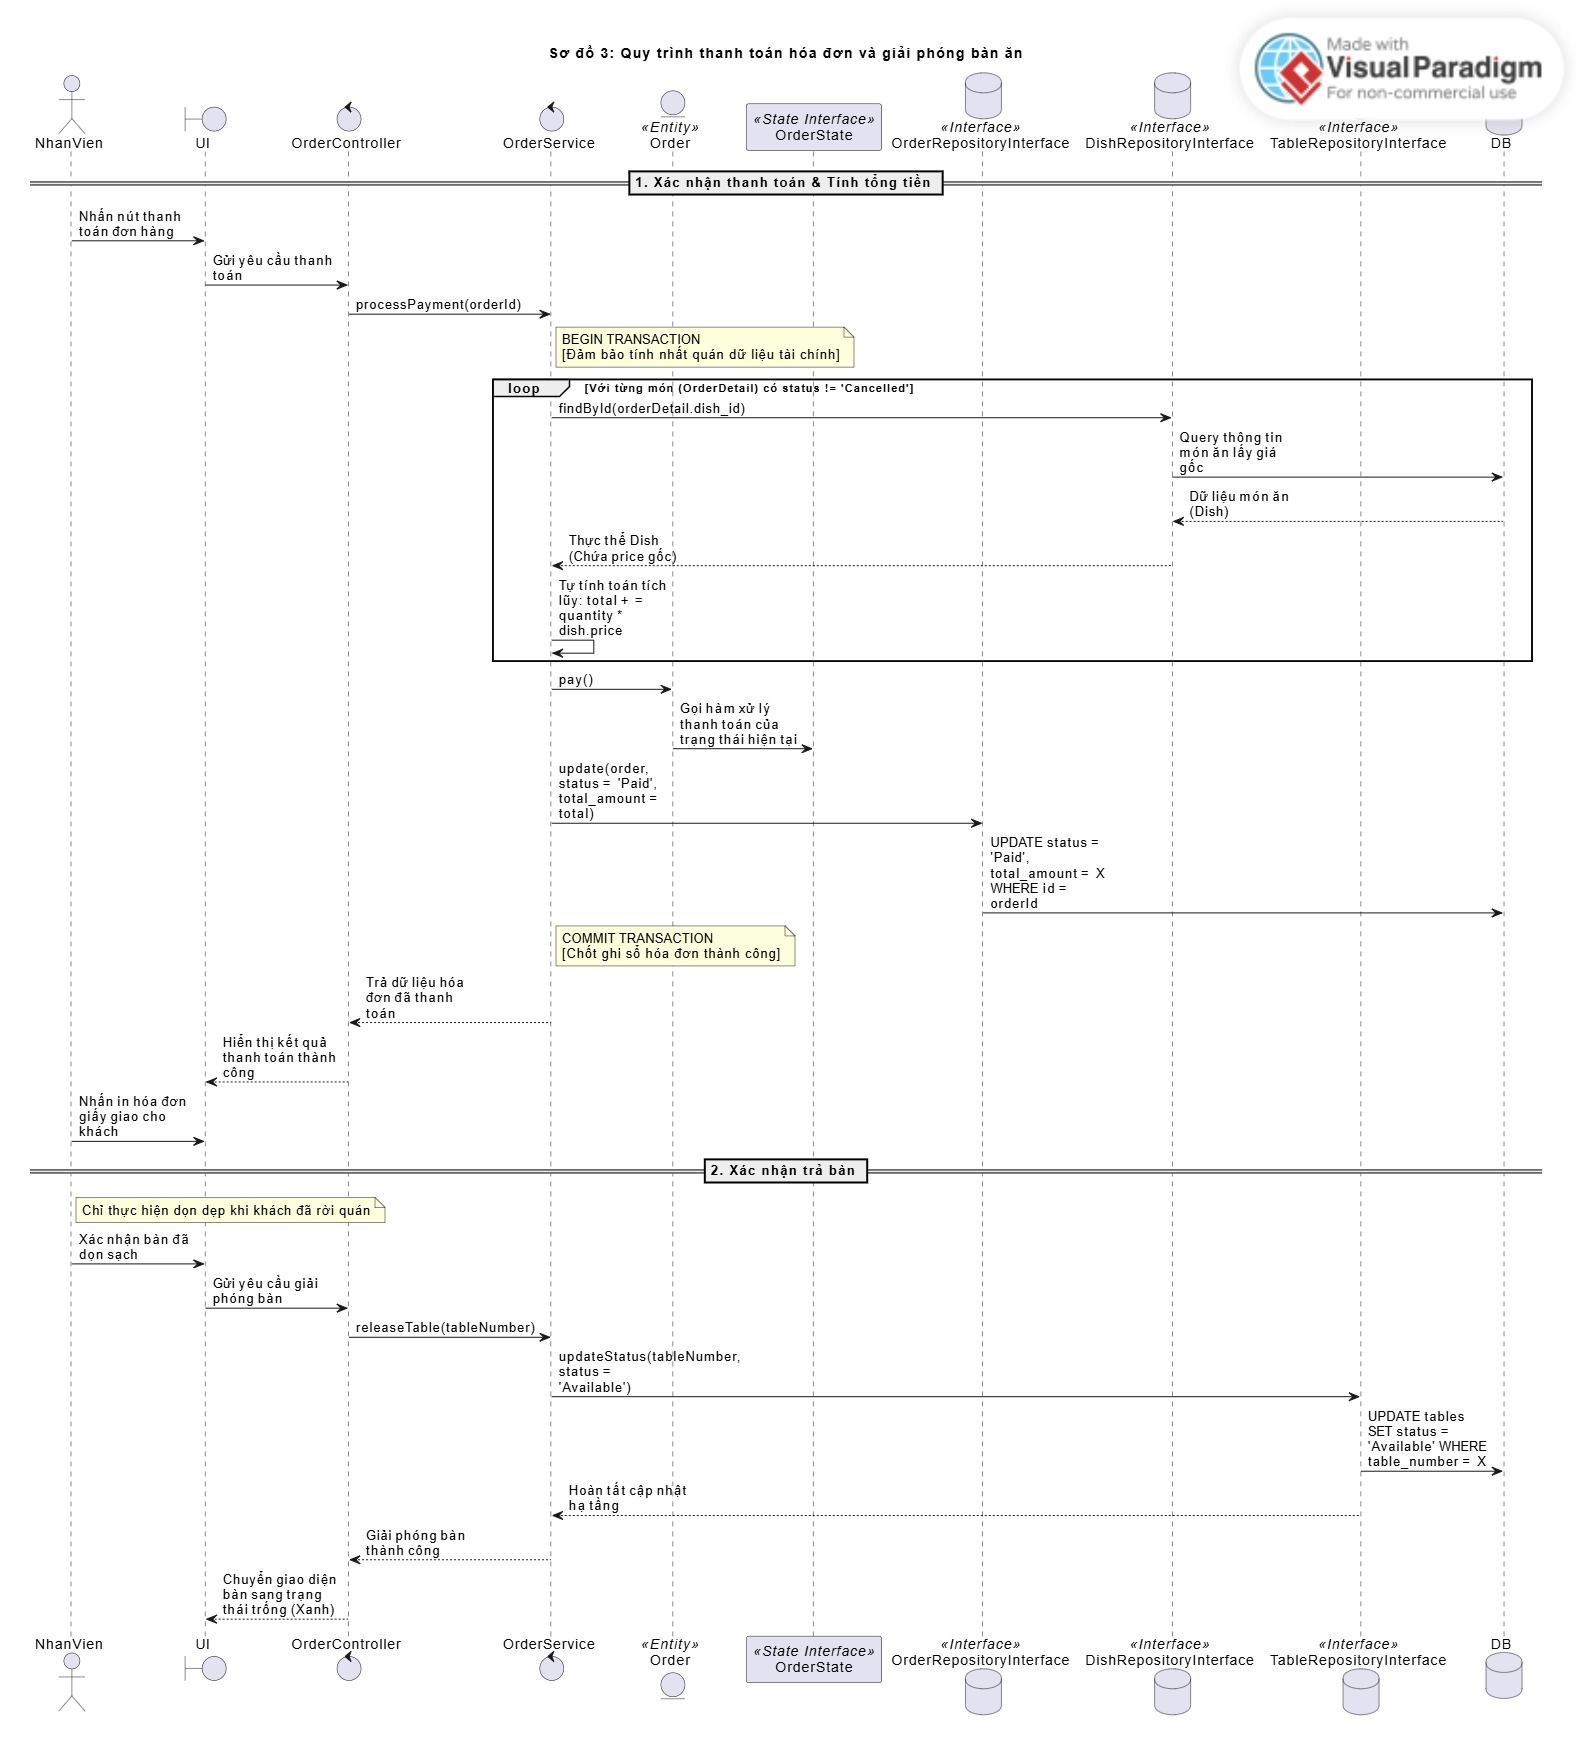 Sơ đồ 3: Quy trình thanh toán hóa đơn và giải phóng bàn ăn
Made with
Visual Paradigm
For non-commercial use
NhanVien
UI
OrderController
OrderService
«Entity»
Order
«State Interface»
OrderState
«Interface»
OrderRepositoryInterface
«Interface»
DishRepositoryInterface
«Interface»
TableRepositoryInterface
DB
1. Xác nhận thanh toán & Tính tổng tiền
Nhấn nút thanh
toán đơn hàng
Gửi yêu cầu thanh
toán
processPayment(orderId)
BEGIN TRANSACTION
[Đảm bảo tính nhất quán dữ liệu tài chính]
loop
[Với từng món (OrderDetail) có status != 'Cancelled']
findById(orderDetail.dish_id)
Query thông tin
món ăn lấy giá
gốc
Dữ liệu món ăn
(Dish)
Thực thể Dish
(Chứa price gốc)
Tự tính toán tích
lũy: total + =
quantity *
dish.price
pay()
Gọi hàm xử lý
thanh toán của
trạng thái hiện tại
update(order,
status = 'Paid',
total_amount =
total)
UPDATE status =
'Paid',
total_amount = X
WHERE id =
orderId
COMMIT TRANSACTION
[Chốt ghi sổ hóa đơn thành công]
Trả dữ liệu hóa
đơn đã thanh
toán
Hiển thị kết quả
thanh toán thành
công
Nhấn in hóa đơn
giấy giao cho
khách
2. Xác nhận trả bàn
Chỉ thực hiện dọn dẹp khi khách đã rời quán
Xác nhận bàn đã
dọn sạch
Gửi yêu cầu giải
phóng bàn
releaseTable(tableNumber)
updateStatus(tableNumber,
status =
'Available')
UPDATE tables
SET status =
'Available' WHERE
table_number = X
Hoàn tất cập nhật
hạ tầng
Giải phóng bàn
thành công
Chuyển giao diện
bàn sang trạng
thái trống (Xanh)
NhanVien
UI
OrderController
OrderService
«Entity»
Order
«State Interface»
OrderState
«Interface»
OrderRepositoryInterface
«Interface»
DishRepositoryInterface
«Interface»
TableRepositoryInterface
DB